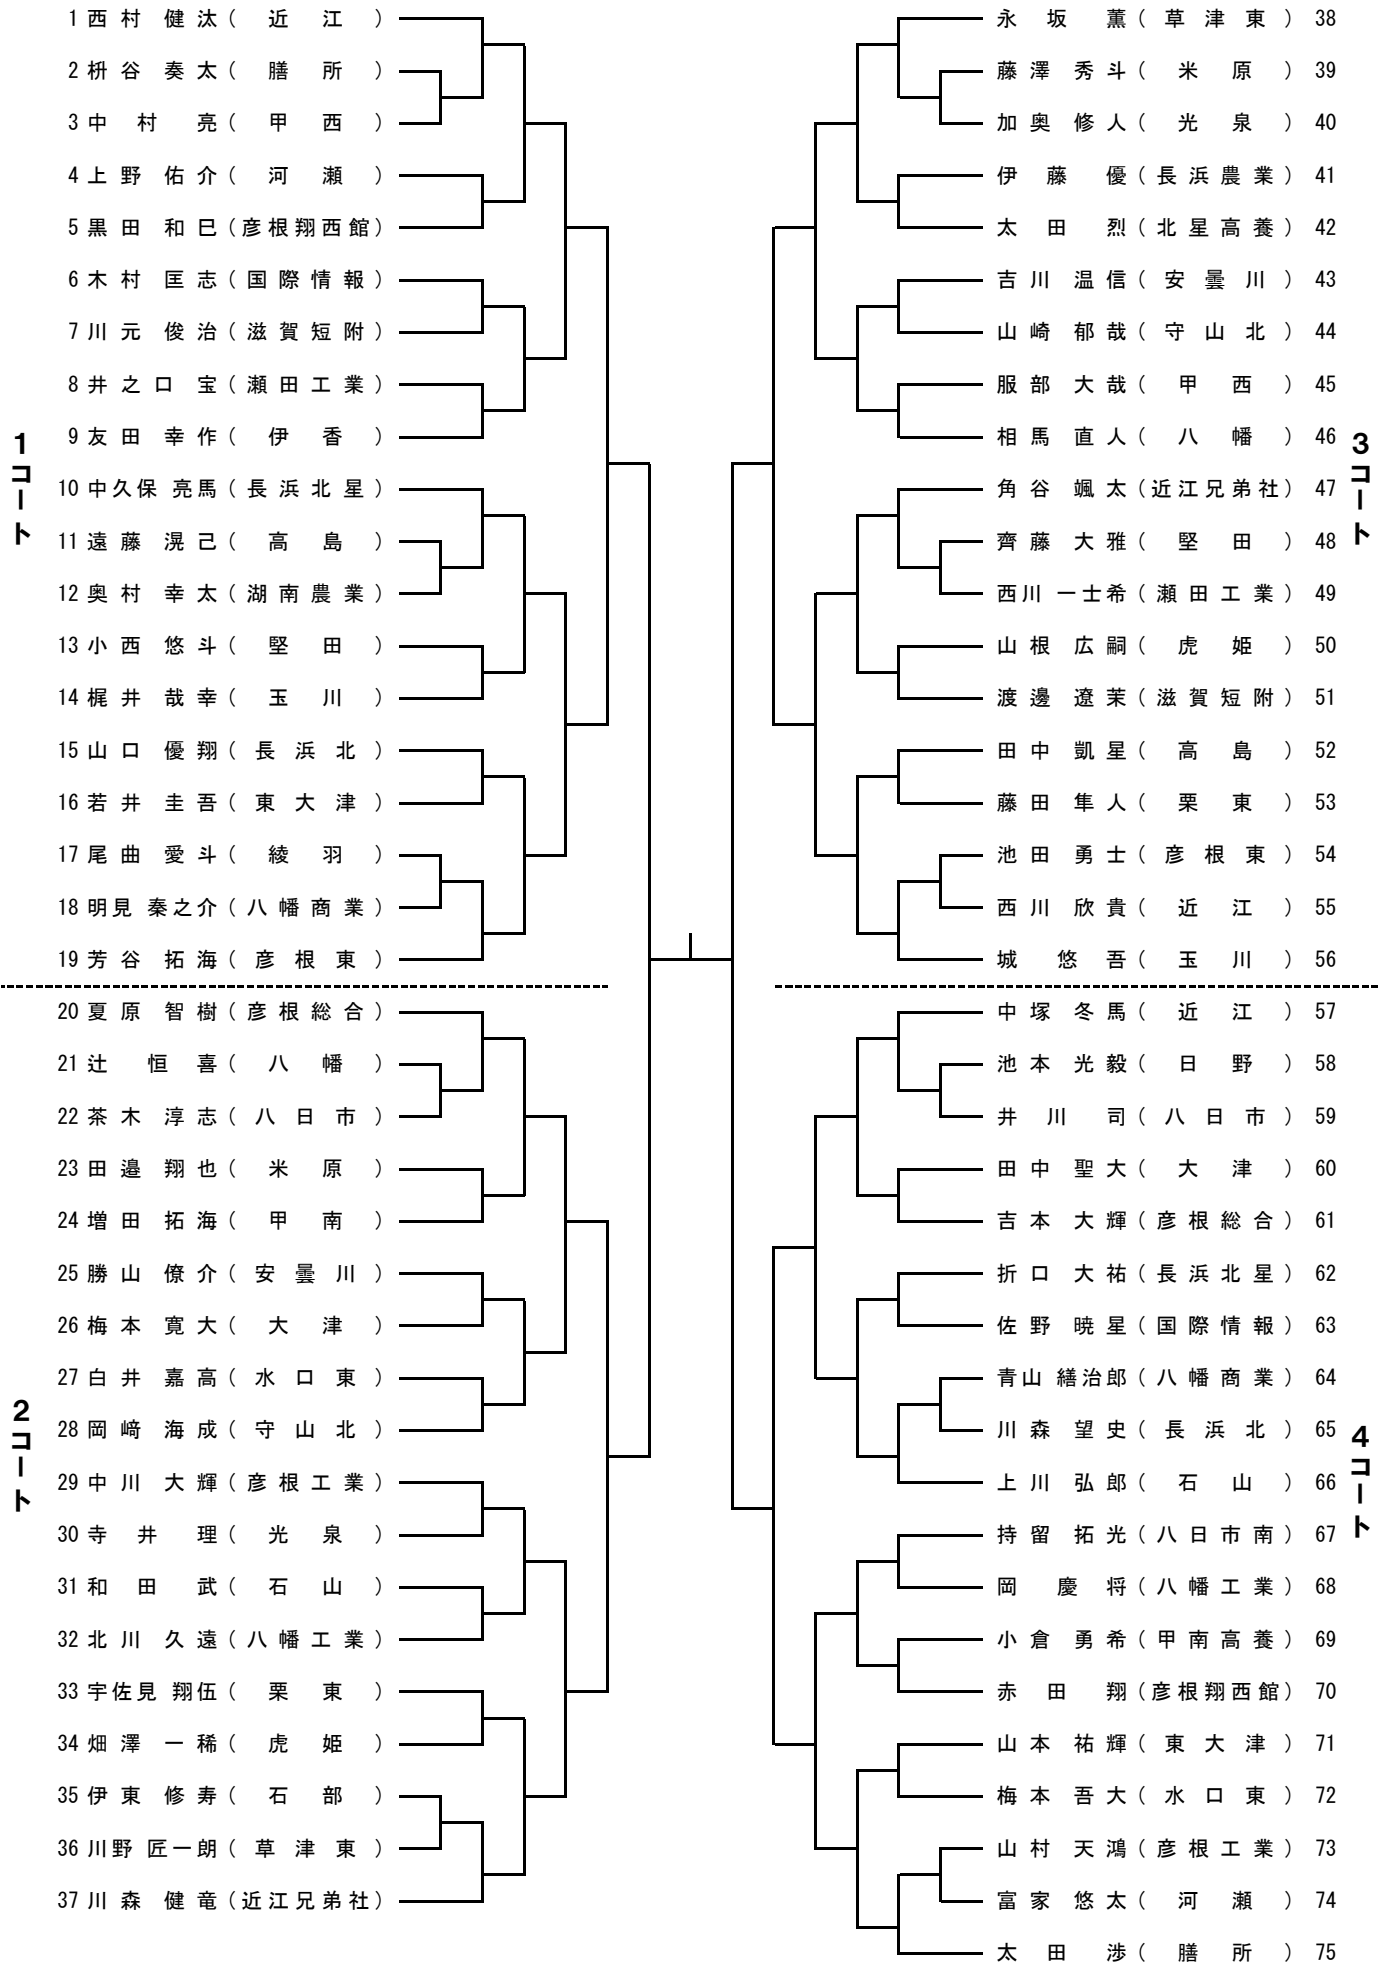 1コート
1 西村 健汰（近江）
2 枡谷 奏太（膳所）
3 中村 亮（甲西）
4 上野 佑介（河瀬）
5 黒田 和巳（彦根翔西館）
6 木村 匡志（国際情報）
7 川元 俊治（滋賀短附）
8 井之口 宝（瀬田工業）
9 友田 幸作（伊香）
10 中久保 亮馬（長浜北星）
11 遠藤 滉己（高島）
12 奥村 幸太（湖南農業）
13 小西 悠斗（堅田）
14 梶井 哉幸（玉川）
15 山口 優翔（長浜北）
16 若井 圭吾（東大津）
17 尾曲 愛斗（綾羽）
18 明見 秦之介（八幡商業）
19 芳谷 拓海（彦根東）
2コート
20 夏原 智樹（彦根総合）
21 辻 恒喜（八幡）
22 茶木 淳志（八日市）
23 田邉 翔也（米原）
24 増田 拓海（甲南）
25 勝山 僚介（安曇川）
26 梅本 寛大（大津）
27 白井 嘉高（水口東）
28 岡﨑 海成（守山北）
29 中川 大輝（彦根工業）
30 寺井 理（光泉）
31 和田 武（石山）
32 北川 久遠（八幡工業）
33 宇佐見 翔伍（栗東）
34 畑澤 一稀（虎姫）
35 伊東 修寿（石部）
36 川野 匠一朗（草津東）
37 川森 健竜（近江兄弟社）
3コート
永坂 薫（草津東） 38
藤澤 秀斗（米原） 39
加奥 修人（光泉） 40
伊藤 優（長浜農業） 41
太田 烈（北星高養） 42
吉川 温信（安曇川） 43
山崎 郁哉（守山北） 44
服部 大哉（甲西） 45
相馬 直人（八幡） 46
角谷 颯太（近江兄弟社） 47
齊藤 大雅（堅田） 48
西川 一士希（瀬田工業） 49
山根 広嗣（虎姫） 50
渡邊 遼茉（滋賀短附） 51
田中 凱星（高島） 52
藤田 隼人（栗東） 53
池田 勇士（彦根東） 54
西川 欣貴（近江） 55
城 悠吾（玉川） 56
4コート
中塚 冬馬（近江） 57
池本 光毅（日野） 58
井川 司（八日市） 59
田中 聖大（大津） 60
吉本 大輝（彦根総合） 61
折口 大祐（長浜北星） 62
佐野 暁星（国際情報） 63
青山 繕治郎（八幡商業） 64
川森 望史（長浜北） 65
上川 弘郎（石山） 66
持留 拓光（八日市南） 67
岡 慶将（八幡工業） 68
小倉 勇希（甲南高養） 69
赤田 翔（彦根翔西館） 70
山本 祐輝（東大津） 71
梅本 吾大（水口東） 72
山村 天鴻（彦根工業） 73
富家 悠太（河瀬） 74
太田 渉（膳所） 75